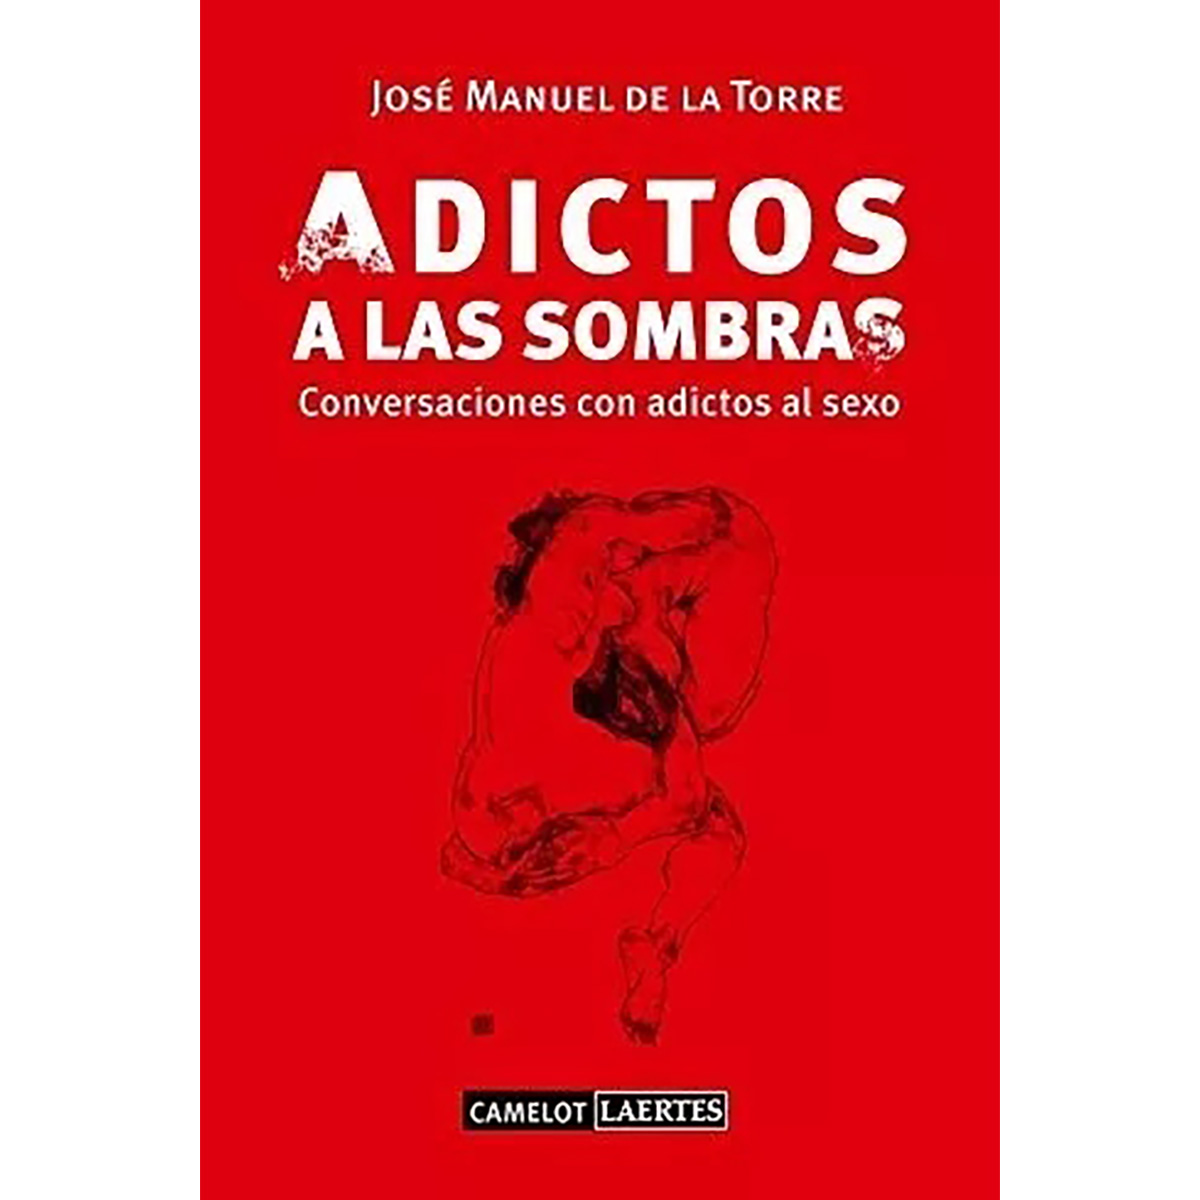 JOSÉ MANUEL DE LA TORRE
ADICTOS
A LAS SOMBRAS
Conversaciones con adictos al sexo
CAMELOT LAERTES